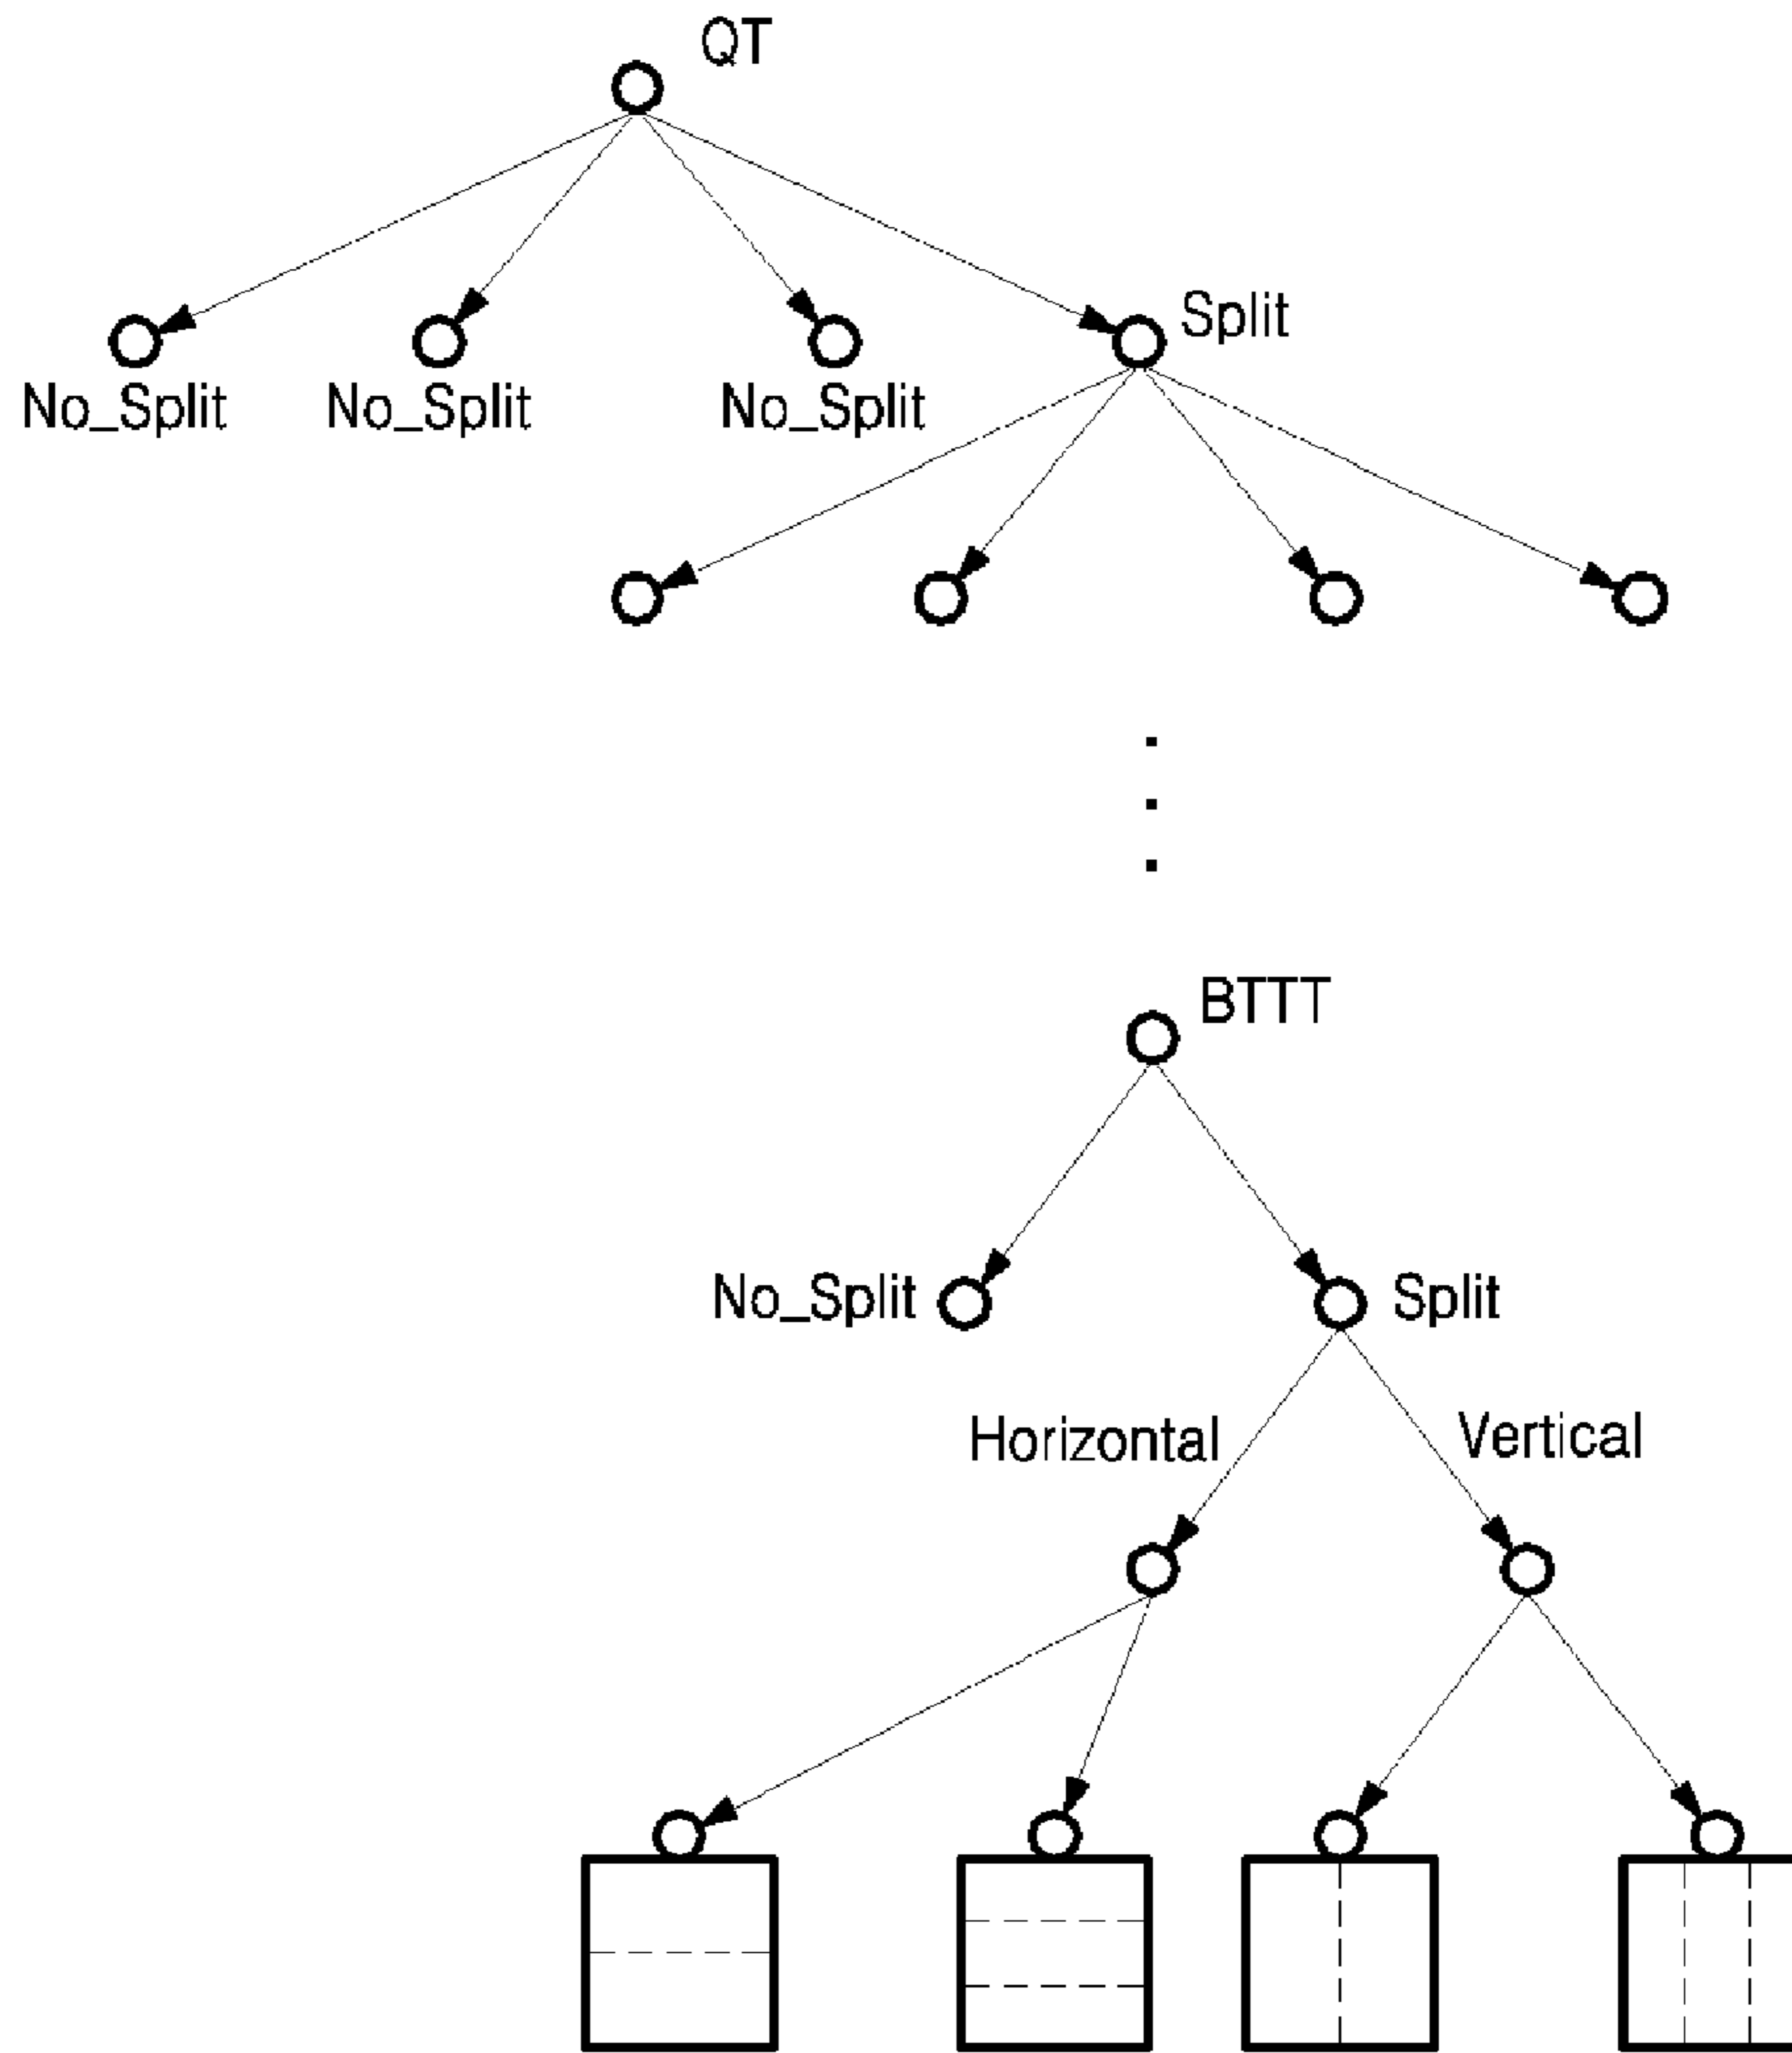 QT
Split
No_Split No_Split No_Split
BTTT
No_Split Split
Horizontal Vertical